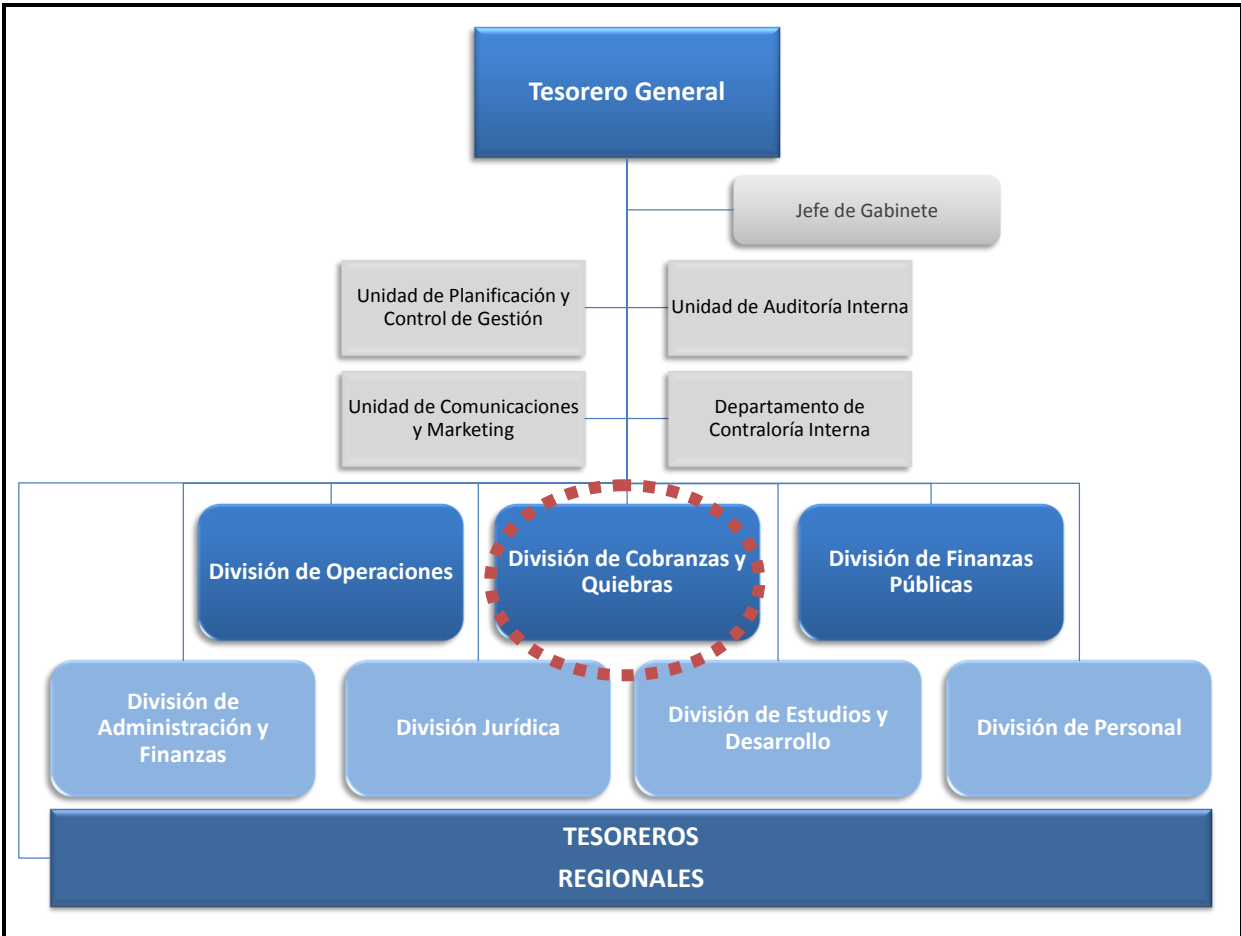 Tesorero General
Jefe de Gabinete
Unidad de Planificación y
Control de Gestión
Unidad de Auditoría Interna
Unidad de Comunicaciones
y Marketing
Departamento de
Contraloría Interna
División de Operaciones
División de Cobranzas y
Quiebras
División de Finanzas
Públicas
División de
Administración y
Finanzas
División Jurídica
División de Estudios y
Desarrollo
División de Personal
TESOREROS
REGIONALES